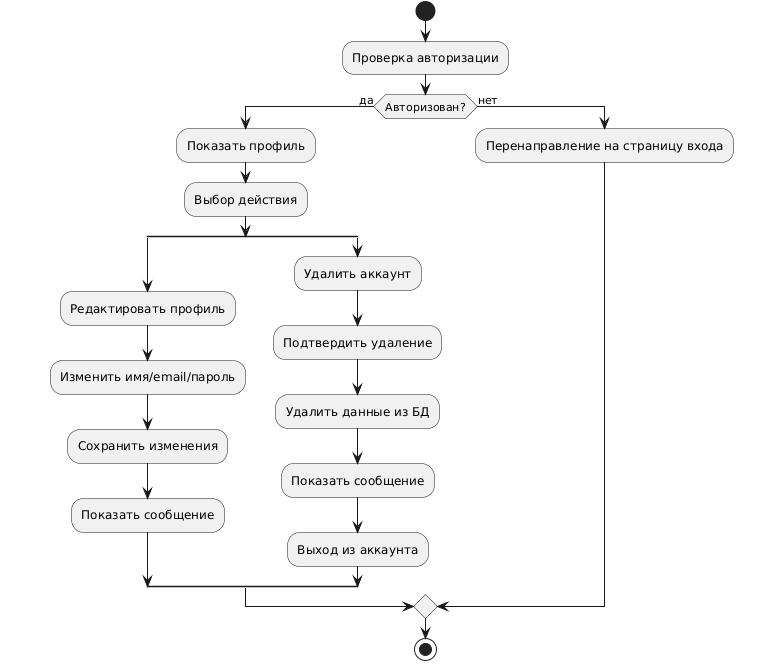 Проверка авторизации
да
Авторизован?
нет
Показать профиль
Перенаправление на страницу входа
Выбор действия
Удалить аккаунт
Редактировать профиль
Подтвердить удаление
Изменить имя/email/пароль
Удалить данные из БД
Сохранить изменения
Показать сообщение
Показать сообщение
Выход из аккаунта